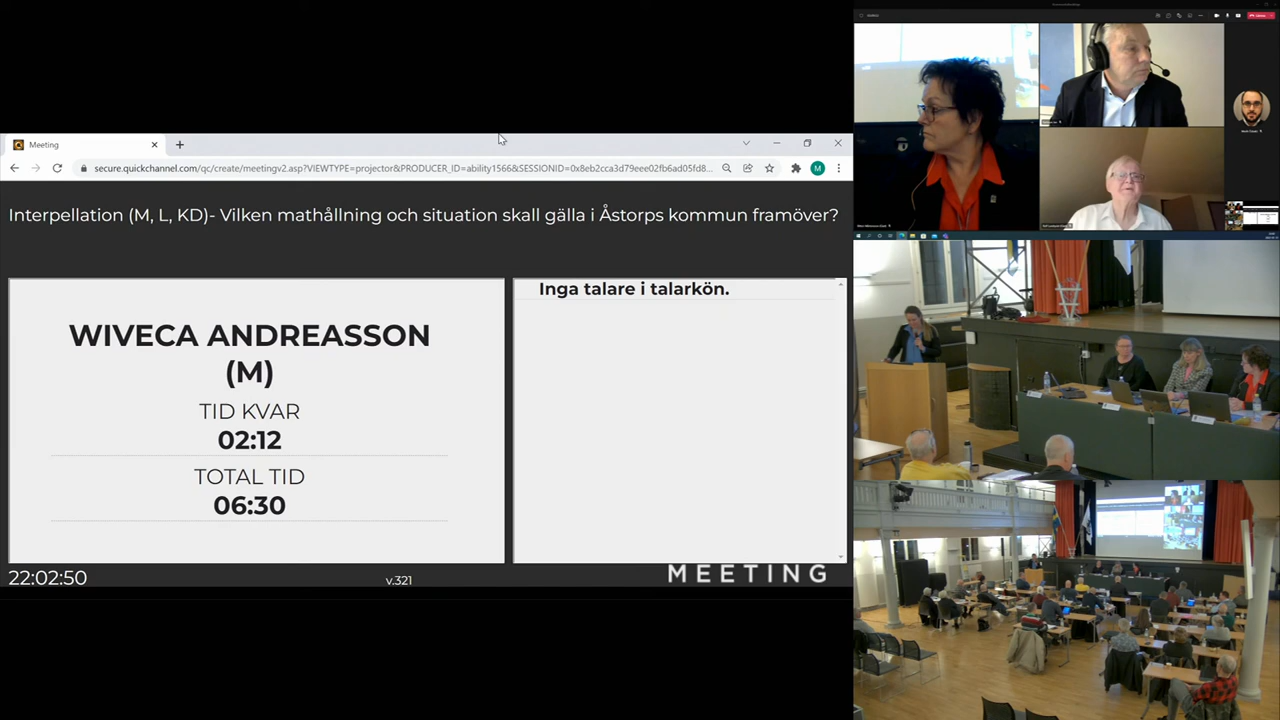 Meeting
secure.quickchannel.com/qc/create/meetingv2.asp?VIEWTYPE=projector&PRODUCER_ID=ability1566&SESSIONID=0x8eb2cca3d79eee02fb6ad05fd8...
M
Interpellation (M, L, KD)- Vilken mathållning och situation skall gälla i Åstorps kommun framöver?
WIVECA ANDREASSON
(M)
TID KVAR
02:12
TOTAL TID
06:30
Inga talare i talarkön.
22:02:50
v.321
MEETING